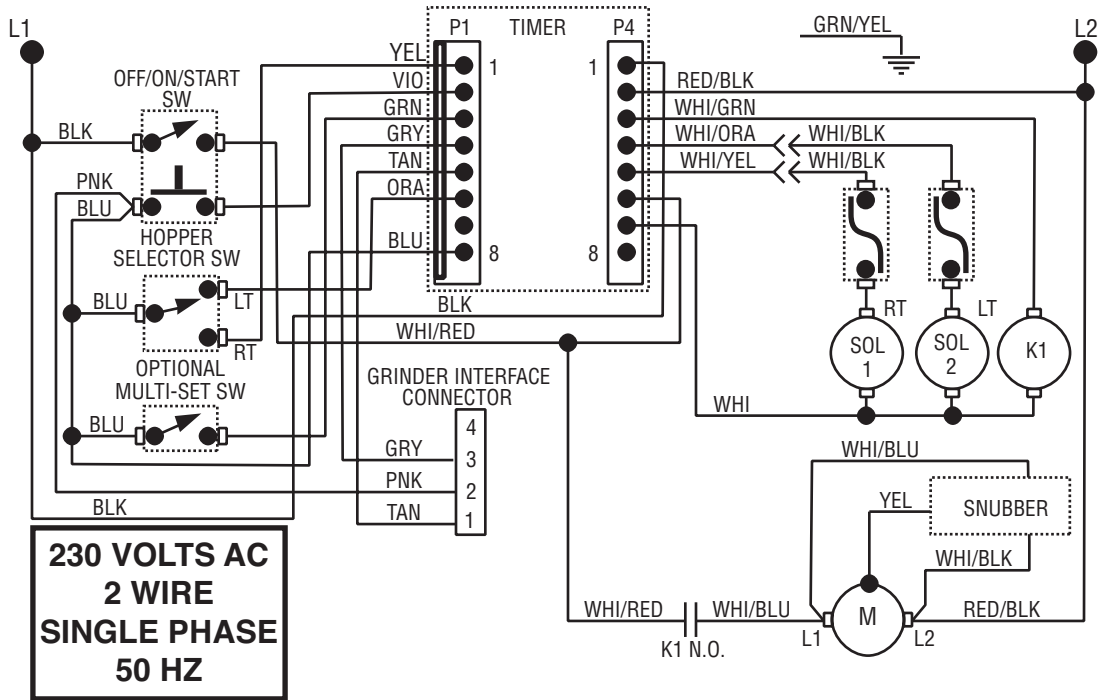 L1
P1
TIMER
P4
GRN/YEL
L2
OFF/ON/START
SW
YEL
1
1
VIO
RED/BLK
BLK
GRN
WHI/GRN
GRY
WHI/ORA
WHI/BLK
TAN
WHI/YEL
WHI/BLK
PNK
ORA
BLU
HOPPER
SELECTOR SW
BLU
8
8
BLU
LT
BLK
RT
WHI/RED
RT
LT
SOL
1
SOL
2
K1
OPTIONAL
MULTI-SET SW
GRINDER INTERFACE
CONNECTOR
WHI
BLU
4
GRY
3
PNK
2
TAN
1
BLK
WHI/BLU
YEL
SNUBBER
WHI/BLK
230 VOLTS AC
2 WIRE
SINGLE PHASE
50 HZ
WHI/RED
WHI/BLU
M
RED/BLK
L1
L2
K1 N.O.